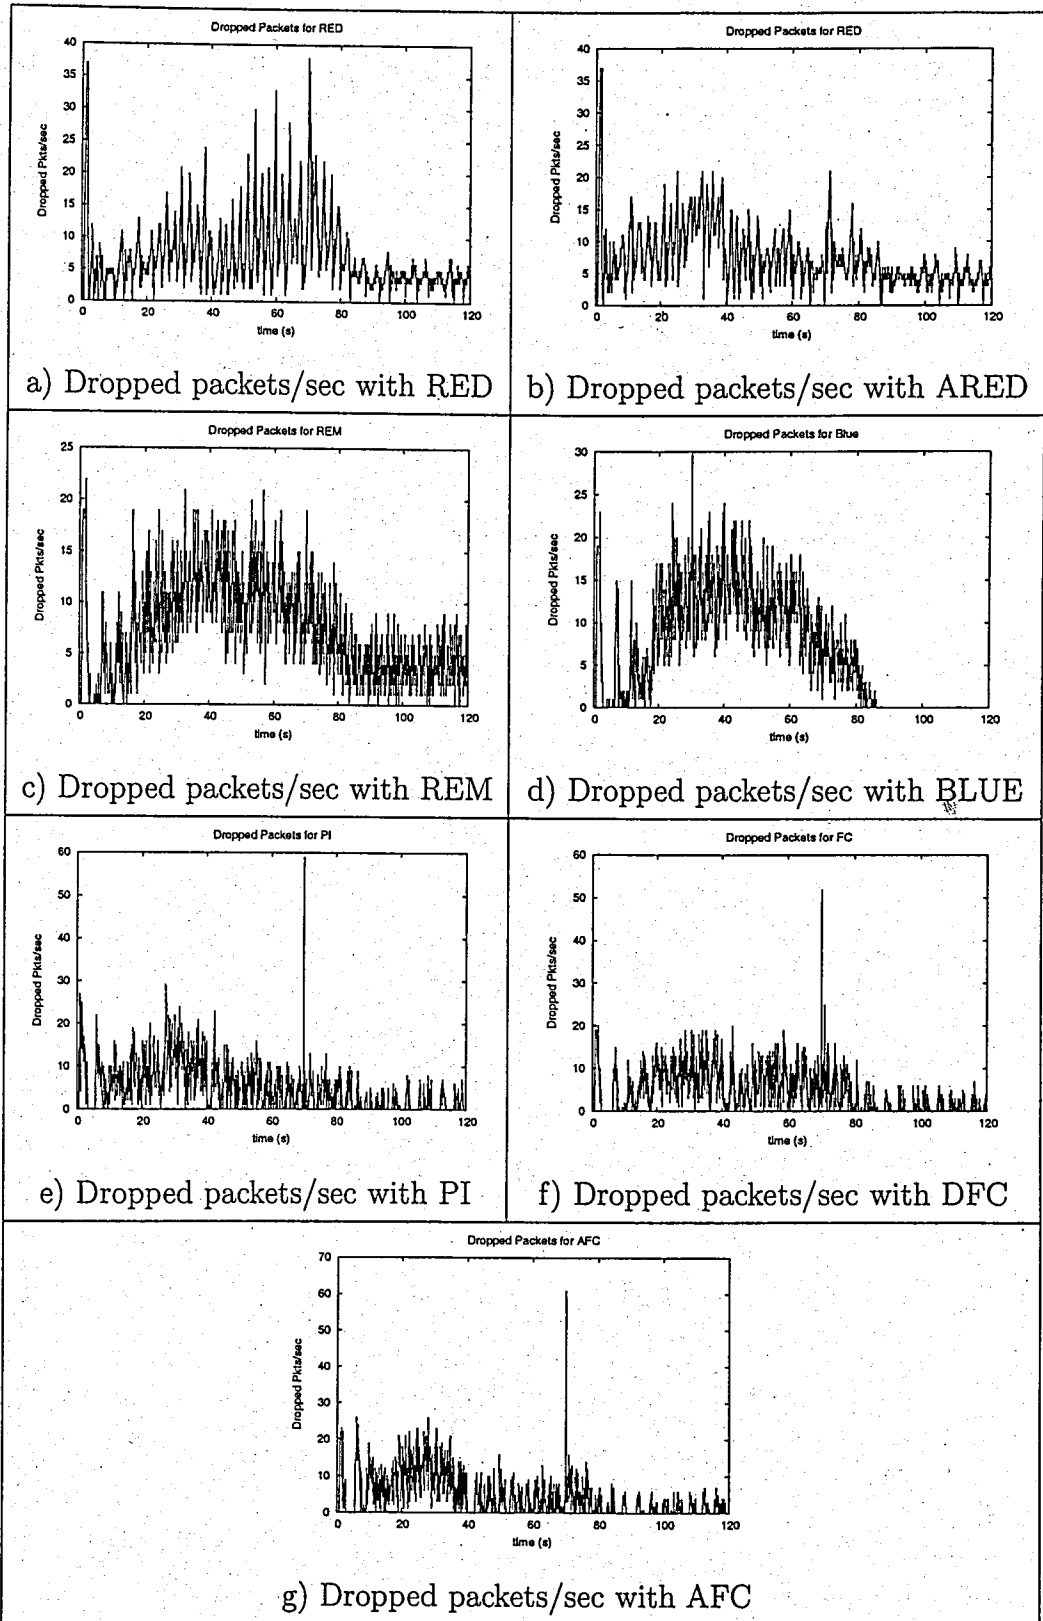 Dropped Packets for RED
40
35
30
25
20
15
10
5
0
Dropped Pkts/sec
0 20 40 60 80 100 120
time (s)
a) Dropped packets/sec with RED
Dropped Packets for RED
40
35
30
25
20
15
10
5
0
Dropped Pkts/sec
0 20 40 60 80 100 120
time (s)
b) Dropped packets/sec with ARED
Dropped Packets for REM
25
20
15
10
5
0
Dropped Pkts/sec
0 20 40 60 80 100 120
time (s)
c) Dropped packets/sec with REM
Dropped Packets for Blue
30
25
20
15
10
5
0
Dropped Pkts/sec
0 20 40 60 80 100 120
time (s)
d) Dropped packets/sec with BLUE
Dropped Packets for PI
60
50
40
30
20
10
0
Dropped Pkts/sec
0 20 40 60 80 100 120
time (s)
e) Dropped packets/sec with PI
Dropped Packets for FC
60
50
40
30
20
10
0
Dropped Pkts/sec
0 20 40 60 80 100 120
time (s)
f) Dropped packets/sec with DFC
Dropped Packets for AFC
70
60
50
40
30
20
10
0
Dropped Pkts/sec
0 20 40 60 80 100 120
time (s)
g) Dropped packets/sec with AFC